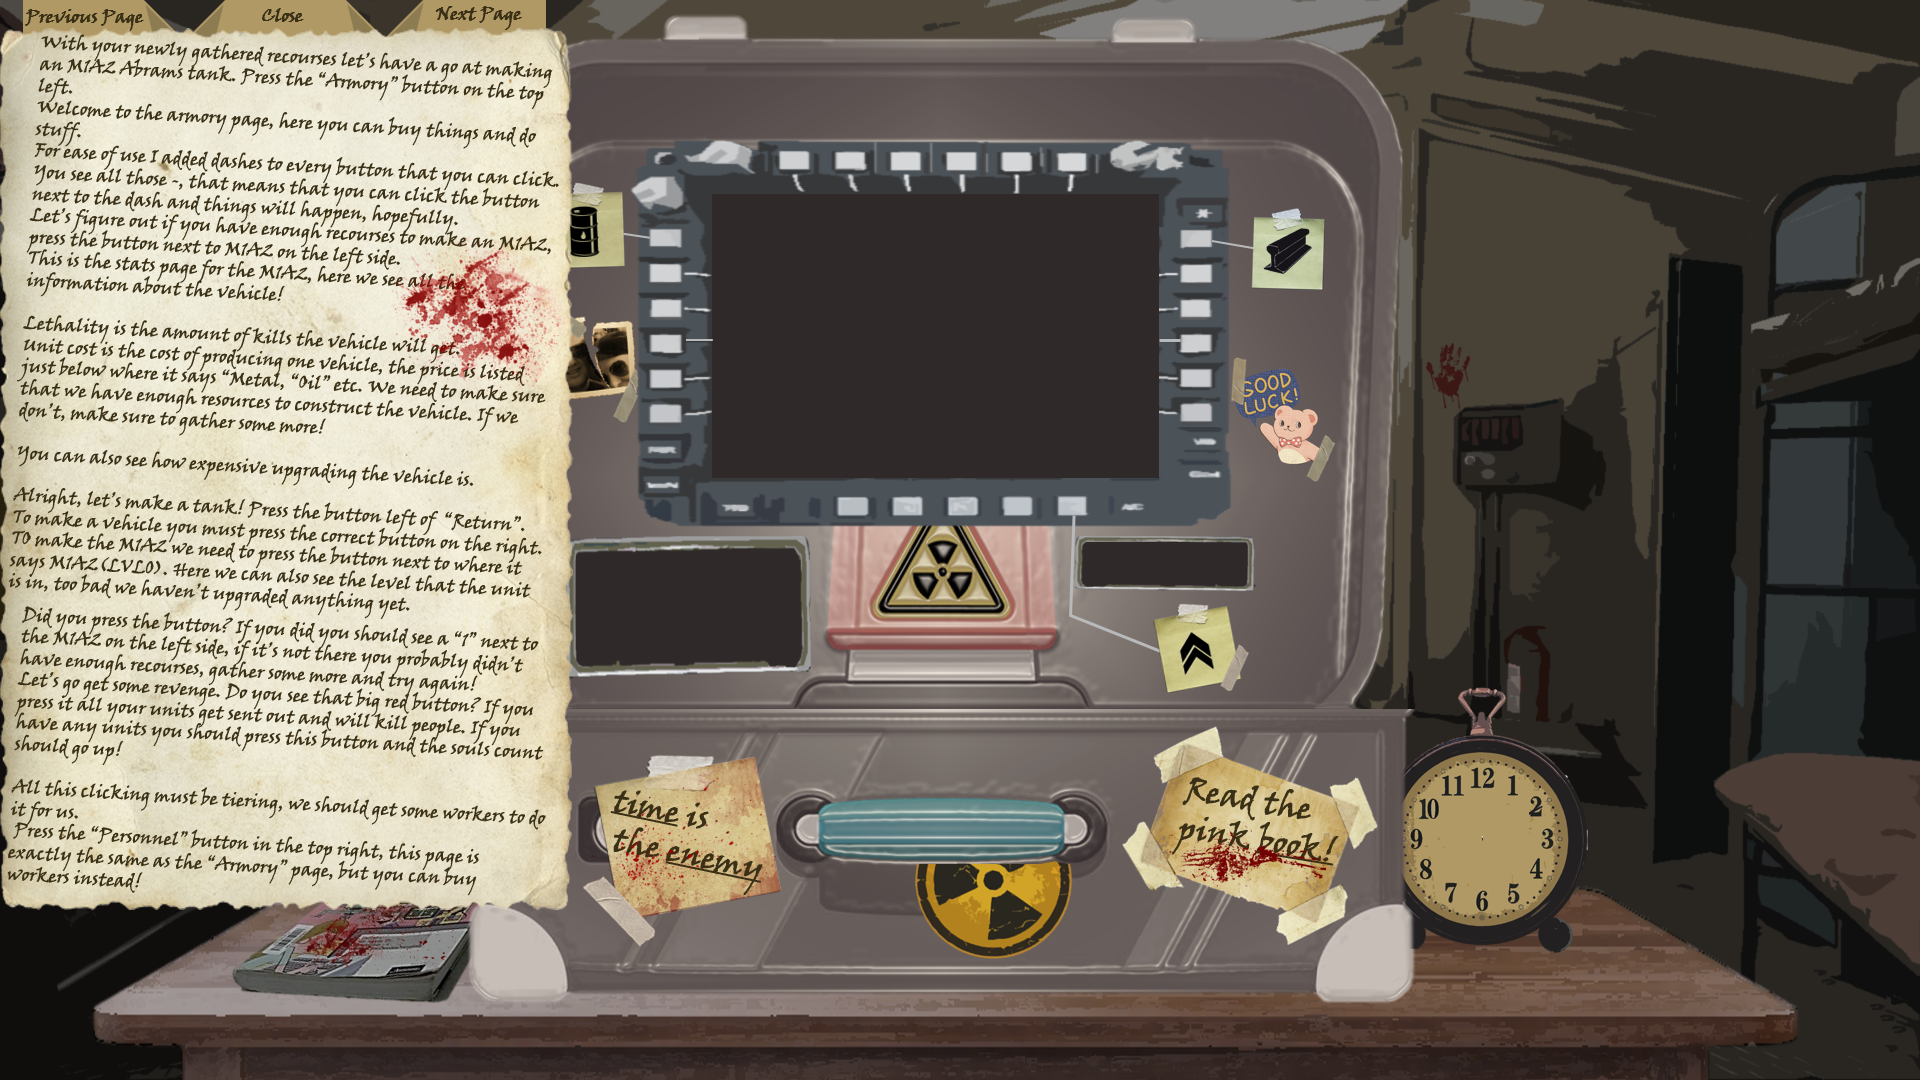 Previous Page
Close
Next Page
With your newly gathered recourses let's have a go at making
an M1A2 Abrams tank. Press the "Armory" button on the top
left.
Welcome to the armory page, here you can buy things and do
stuff.
For ease of use I added dashes to every button that you can click.
You see all those -, that means that you can click the button
next to the dash and things will happen, hopefully.
Let's figure out if you have enough recourses to make an M1A2,
press the button next to M1A2 on the left side.
This is the stats page for the M1A2, here we see all the
information about the vehicle!
Lethality is the amount of kills the vehicle will get.
Unit cost is the cost of producing one vehicle, the price is listed
just below where it says "Metal, "Oil" etc. We need to make sure
that we have enough resources to construct the vehicle. If we
don't, make sure to gather some more!
You can also see how expensive upgrading the vehicle is.
Alright, let's make a tank! Press the button left of "Return".
To make a vehicle you must press the correct button on the right.
TO make the M1A2 we need to press the button next to where it
says M1A2(LVL0). Here we can also see the level that the unit
is in, too bad we haven't upgraded anything yet.
Did you press the button? If you did you should see a "1" next to
the M1A2 on the left side, if it's not there you probably didn't
have enough recourses, gather some more and try again!
Let's go get some revenge. Do you see that big red button? If you
press it all your units get sent out and will kill people. If you
have any units you should press this button and the souls count
should go up!
All this clicking must be tiering, we should get some workers to do
it for us.
Press the "Personnel" button in the top right, this page is
exactly the same as the "Armory" page, but you can buy
workers instead!
GOOD
LUCK!
time is
the enemy
Read the
pink book!
12
1
2
3
4
5
6
7
8
9
10
11